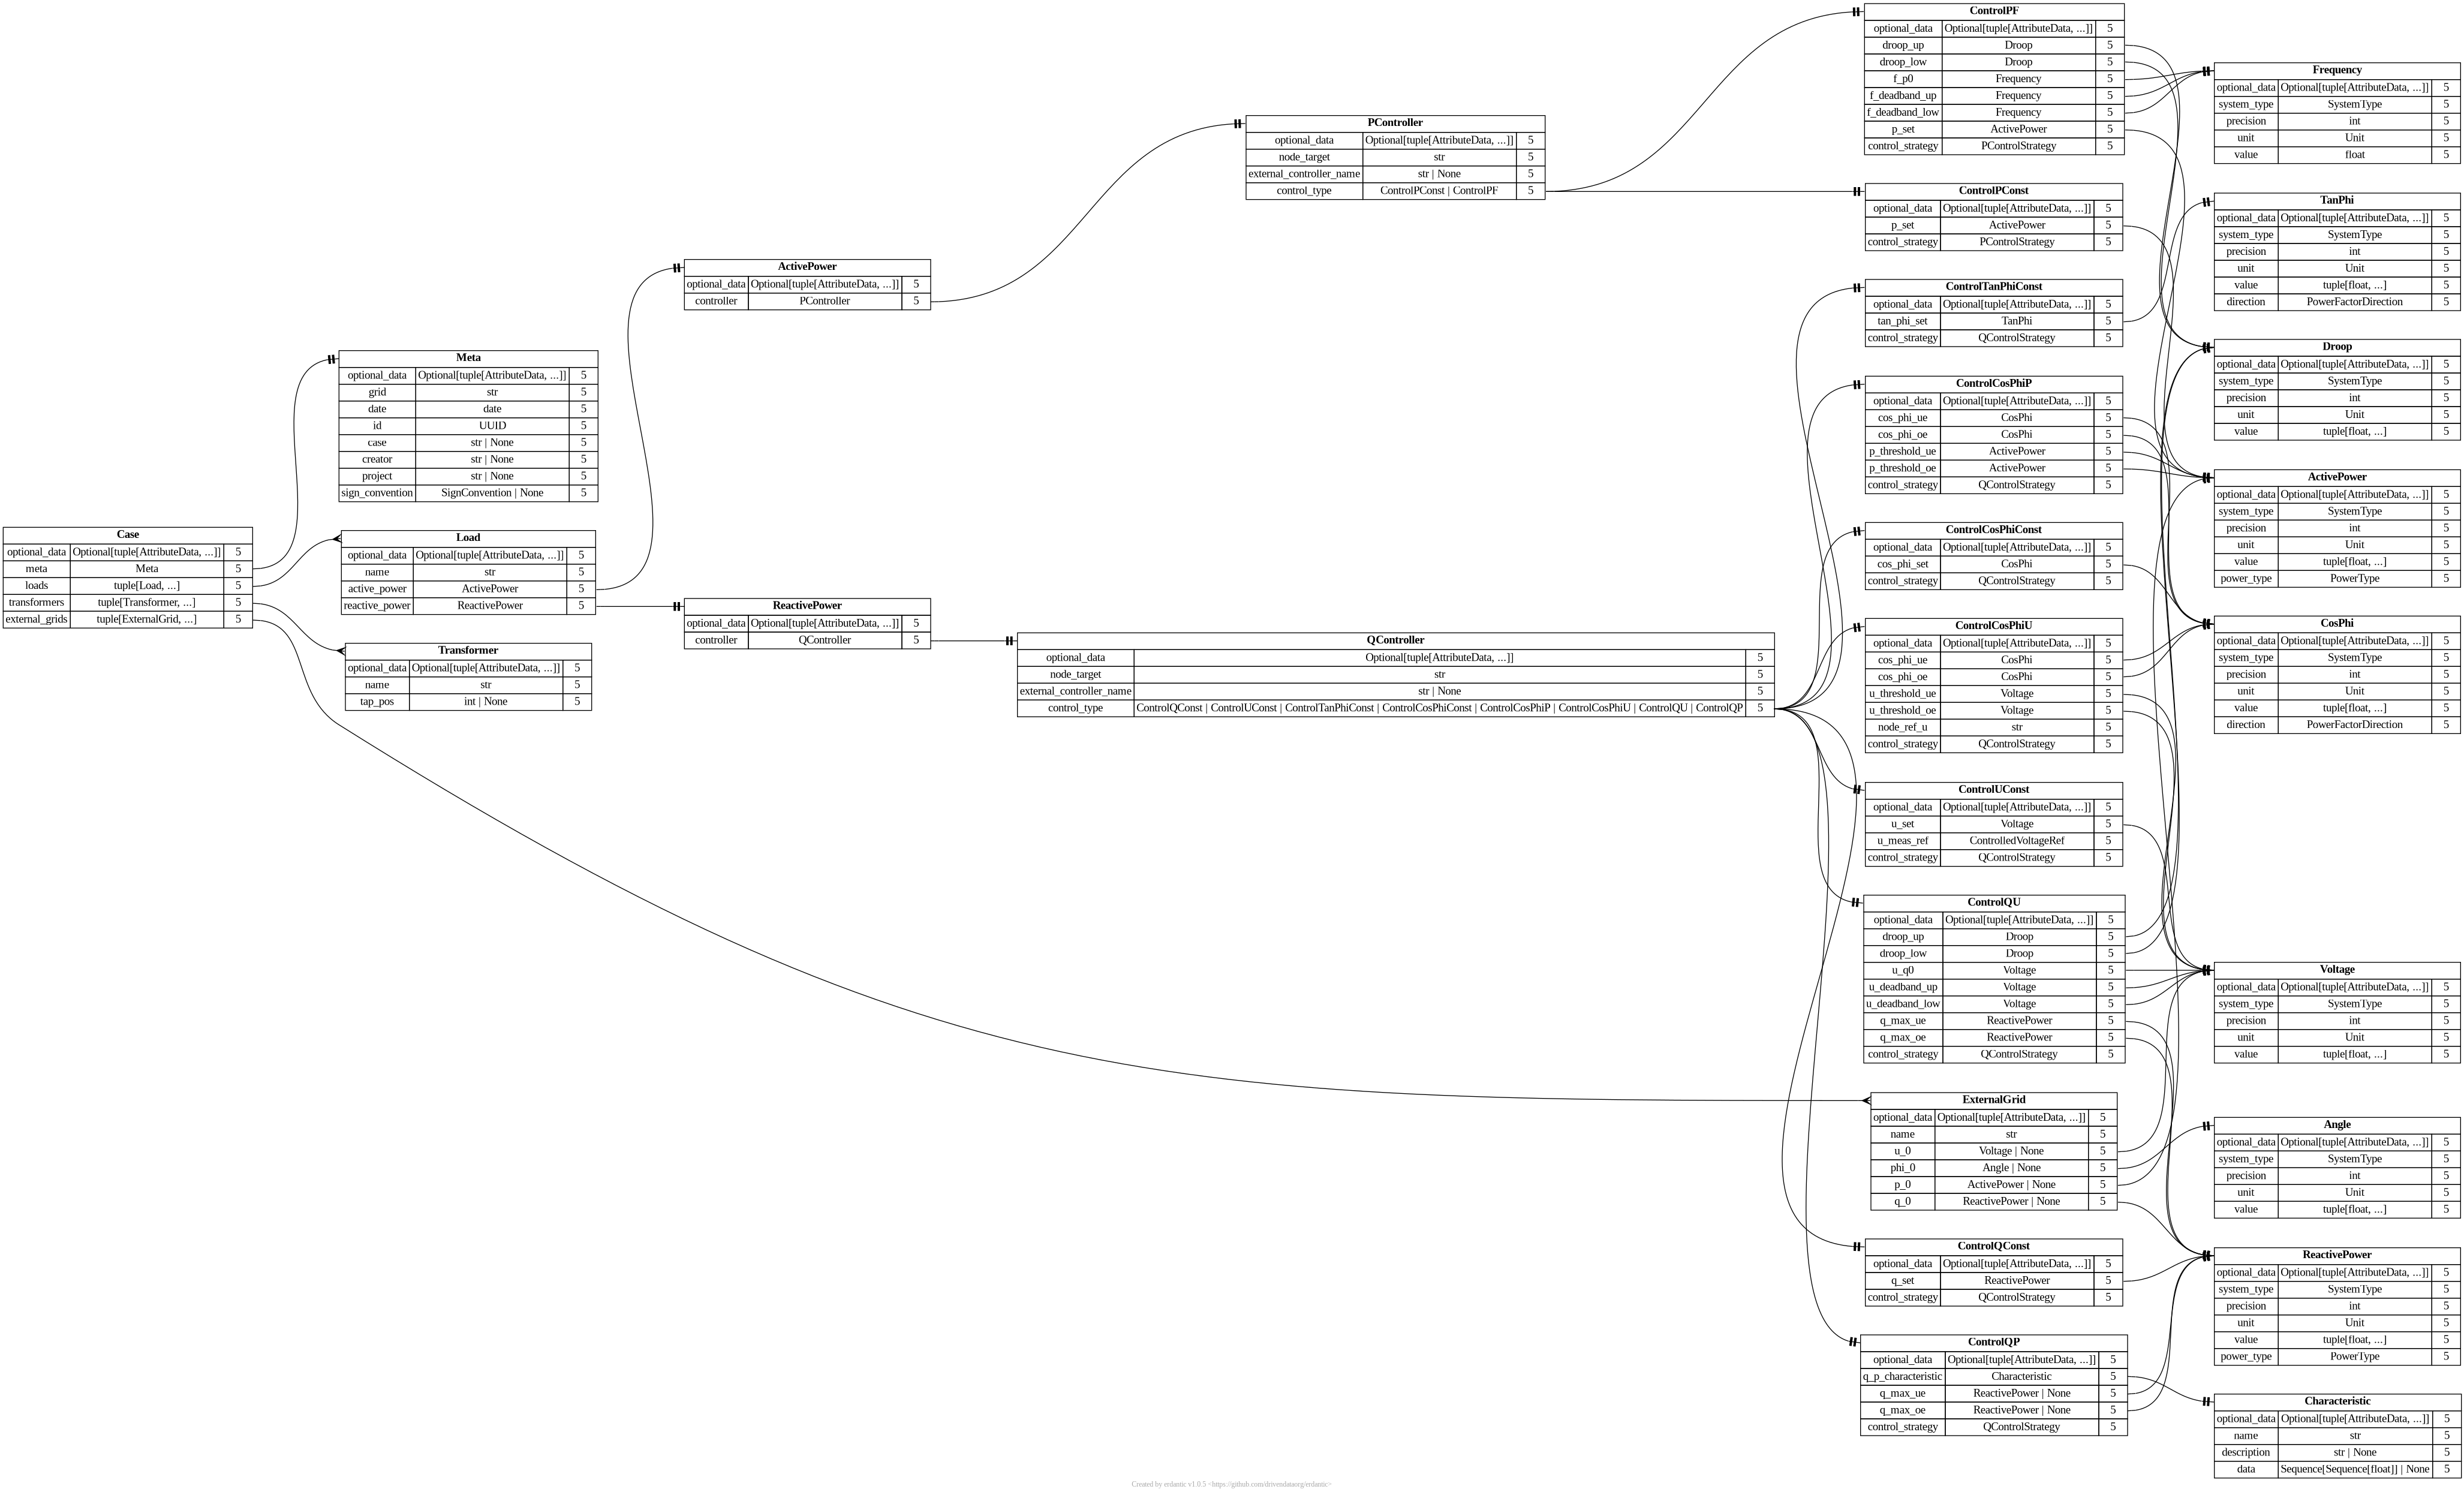 Case
optional_data Optional[tuple[AttributeData, ...]] 5
meta Meta 5
loads tuple[Load, ...] 5
transformers tuple[Transformer, ...] 5
external_grids tuple[ExternalGrid, ...] 5
Meta
optional_data Optional[tuple[AttributeData, ...]] 5
grid str 5
date date 5
id UUID 5
case str | None 5
creator str | None 5
project str | None 5
sign_convention SignConvention | None 5
Load
optional_data Optional[tuple[AttributeData, ...]] 5
name str 5
active_power ActivePower 5
reactive_power ReactivePower 5
Transformer
optional_data Optional[tuple[AttributeData, ...]] 5
name str 5
tap_pos int | None 5
ActivePower
optional_data Optional[tuple[AttributeData, ...]] 5
controller PController 5
ReactivePower
optional_data Optional[tuple[AttributeData, ...]] 5
controller QController 5
PController
optional_data Optional[tuple[AttributeData, ...]] 5
node_target str 5
external_controller_name str | None 5
control_type ControlPConst | ControlPF 5
QController
optional_data Optional[tuple[AttributeData, ...]] 5
node_target str 5
external_controller_name str | None 5
control_type ControlQConst | ControlUConst | ControlTanPhiConst | ControlCosPhiConst | ControlCosPhiP | ControlCosPhiU | ControlQU | ControlQP 5
ControlPF
optional_data Optional[tuple[AttributeData, ...]] 5
droop_up Droop 5
droop_low Droop 5
f_p0 Frequency 5
f_deadband_up Frequency 5
f_deadband_low Frequency 5
p_set ActivePower 5
control_strategy PControlStrategy 5
ControlPConst
optional_data Optional[tuple[AttributeData, ...]] 5
p_set ActivePower 5
control_strategy PControlStrategy 5
ControlTanPhiConst
optional_data Optional[tuple[AttributeData, ...]] 5
tan_phi_set TanPhi 5
control_strategy QControlStrategy 5
ControlCosPhiP
optional_data Optional[tuple[AttributeData, ...]] 5
cos_phi_ue CosPhi 5
cos_phi_oe CosPhi 5
p_threshold_ue ActivePower 5
p_threshold_oe ActivePower 5
control_strategy QControlStrategy 5
ControlCosPhiConst
optional_data Optional[tuple[AttributeData, ...]] 5
cos_phi_set CosPhi 5
control_strategy QControlStrategy 5
ControlCosPhiU
optional_data Optional[tuple[AttributeData, ...]] 5
cos_phi_ue CosPhi 5
cos_phi_oe CosPhi 5
u_threshold_ue Voltage 5
u_threshold_oe Voltage 5
node_ref_u str 5
control_strategy QControlStrategy 5
ControlUConst
optional_data Optional[tuple[AttributeData, ...]] 5
u_set Voltage 5
u_meas_ref ControlledVoltageRef 5
control_strategy QControlStrategy 5
ControlQU
optional_data Optional[tuple[AttributeData, ...]] 5
droop_up Droop 5
droop_low Droop 5
u_q0 Voltage 5
u_deadband_up Voltage 5
u_deadband_low Voltage 5
q_max_ue ReactivePower 5
q_max_oe ReactivePower 5
control_strategy QControlStrategy 5
ExternalGrid
optional_data Optional[tuple[AttributeData, ...]] 5
name str 5
u_0 Voltage | None 5
phi_0 Angle | None 5
p_0 ActivePower | None 5
q_0 ReactivePower | None 5
ControlQConst
optional_data Optional[tuple[AttributeData, ...]] 5
q_set ReactivePower 5
control_strategy QControlStrategy 5
ControlQP
optional_data Optional[tuple[AttributeData, ...]] 5
q_p_characteristic Characteristic 5
q_max_ue ReactivePower | None 5
q_max_oe ReactivePower | None 5
control_strategy QControlStrategy 5
Frequency
optional_data Optional[tuple[AttributeData, ...]] 5
system_type SystemType 5
precision int 5
unit Unit 5
value float 5
TanPhi
optional_data Optional[tuple[AttributeData, ...]] 5
system_type SystemType 5
precision int 5
unit Unit 5
value tuple[float, ...] 5
direction PowerFactorDirection 5
Droop
optional_data Optional[tuple[AttributeData, ...]] 5
system_type SystemType 5
precision int 5
unit Unit 5
value tuple[float, ...] 5
ActivePower
optional_data Optional[tuple[AttributeData, ...]] 5
system_type SystemType 5
precision int 5
unit Unit 5
value tuple[float, ...] 5
power_type PowerType 5
CosPhi
optional_data Optional[tuple[AttributeData, ...]] 5
system_type SystemType 5
precision int 5
unit Unit 5
value tuple[float, ...] 5
direction PowerFactorDirection 5
Voltage
optional_data Optional[tuple[AttributeData, ...]] 5
system_type SystemType 5
precision int 5
unit Unit 5
value tuple[float, ...] 5
Angle
optional_data Optional[tuple[AttributeData, ...]] 5
system_type SystemType 5
precision int 5
unit Unit 5
value tuple[float, ...] 5
ReactivePower
optional_data Optional[tuple[AttributeData, ...]] 5
system_type SystemType 5
precision int 5
unit Unit 5
value tuple[float, ...] 5
power_type PowerType 5
Characteristic
optional_data Optional[tuple[AttributeData, ...]] 5
name str 5
description str | None 5
data Sequence[Sequence[float]] | None 5
Created by erdantic v1.0.5 <https://github.com/drivendataorg/erdantic>